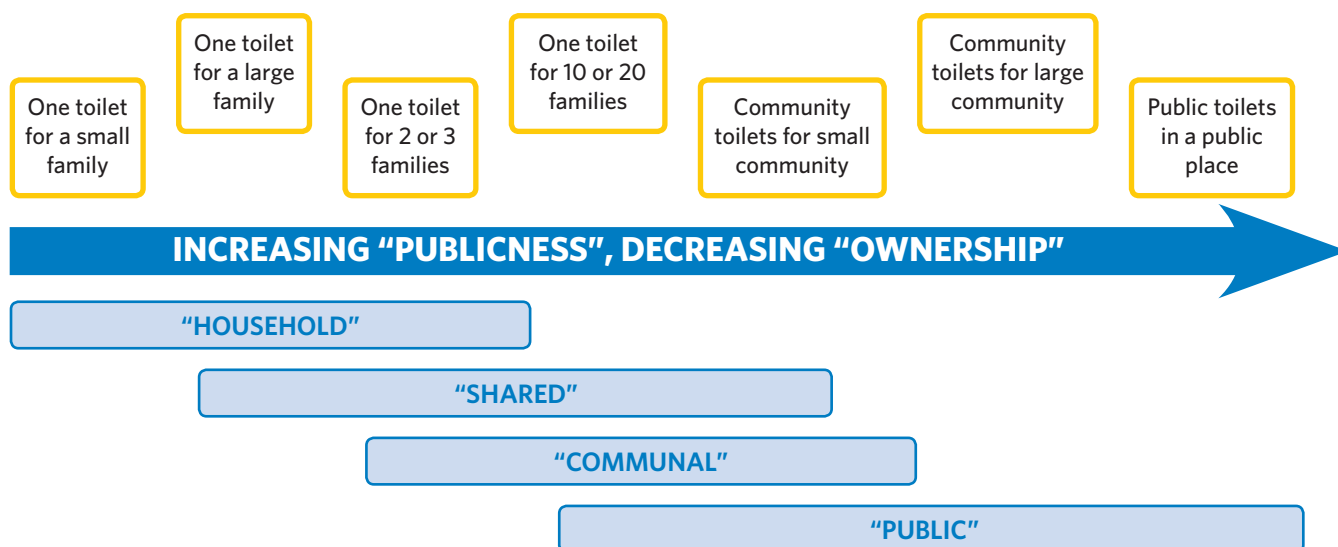 One toilet
for a small
family
One toilet
for a large
family
One toilet
for 2 or 3
families
One toilet
for 10 or 20
families
Community
toilets for small
community
Community
toilets for large
community
Public toilets
in a public
place
INCREASING “PUBLICNESS”, DECREASING “OWNERSHIP”
“HOUSEHOLD”
“SHARED”
“COMMUNAL”
“PUBLIC”